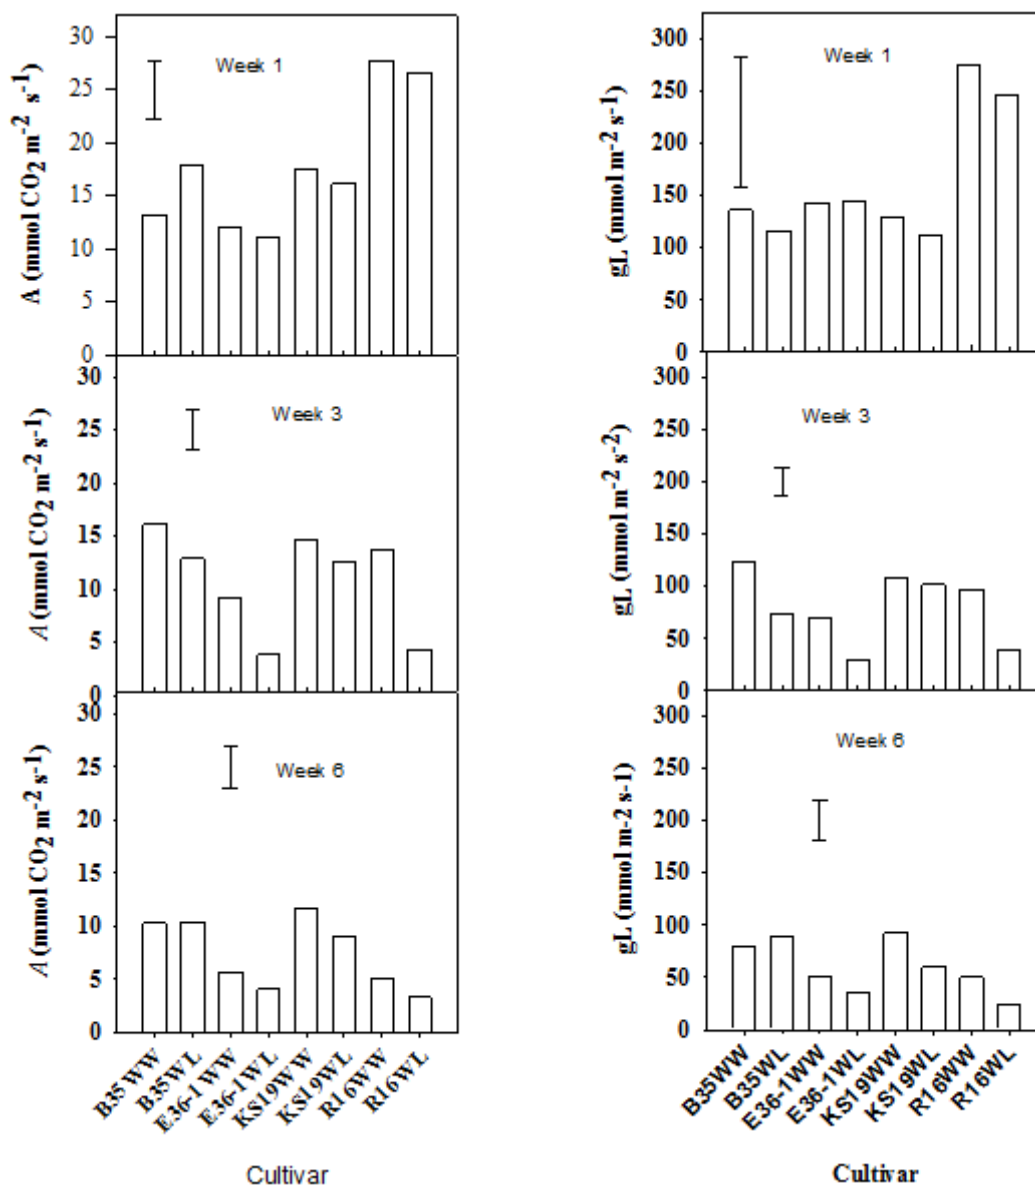 A (mmol CO2 m-2 s-1)
30
25
20
15
10
5
0
Week 1
A (mmol CO2 m-2 s-1)
30
25
20
15
10
5
0
Week 3
A (mmol CO2 m-2 s-1)
30
25
20
15
10
5
0
Week 6
B35 WW
B35WL
E36-1 WW
E36-1WL
KS19WW
KS19WL
R16WW
R16WL
Cultivar
gL (mmol m-2 s-1)
300
250
200
150
100
50
0
Week 1
gL (mmol m-2 s-2)
300
250
200
150
100
50
0
Week 3
gL (mmol m-2 s-1)
300
250
200
150
100
50
0
Week 6
B35WW
B35WL
E36-1WW
E36-1WL
KS19WW
KS19WL
R16WW
R16WL
Cultivar